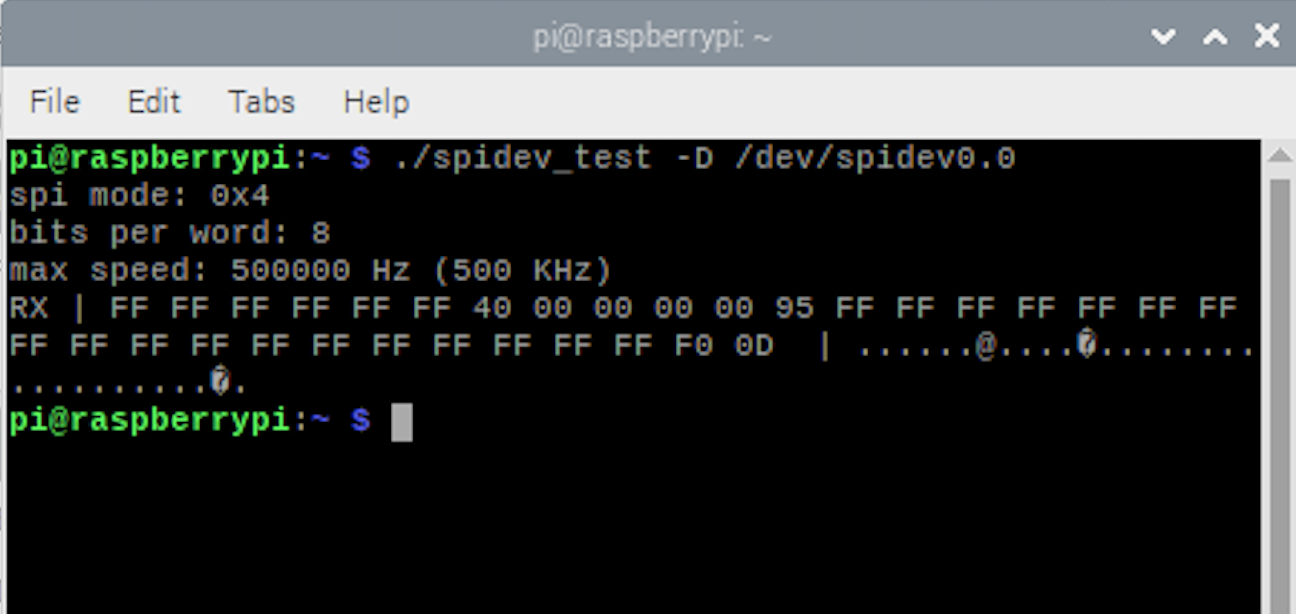 pi@raspberrypi: ~
File Edit Tabs Help
pi@raspberrypi:~ $ ./spidev_test -D /dev/spidev0.0
spi mode: 0x4
bits per word: 8
max speed: 500000 Hz (500 KHz)
RX | FF FF FF FF FF FF 40 00 00 00 00 95 FF FF FF FF FF FF FF
FF FF FF FF FF FF FF FF FF FF FF F0 0D  | ......@....�........
..........�.
pi@raspberrypi:~ $